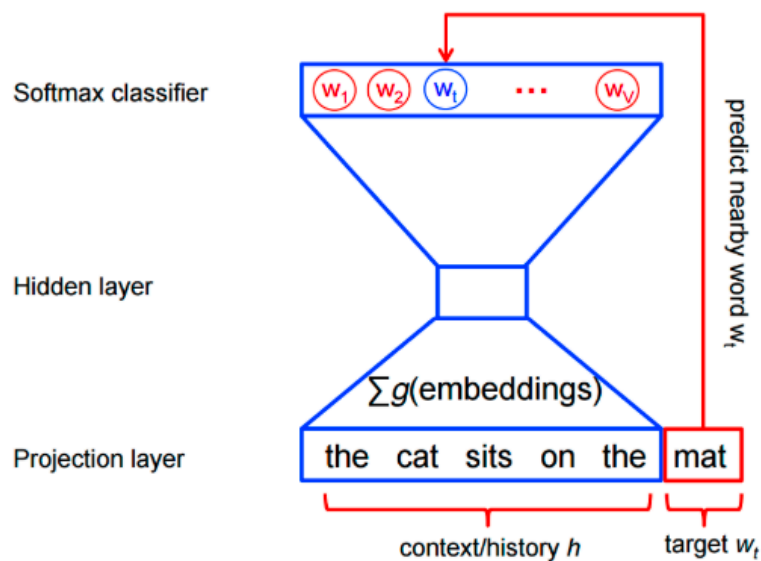 Softmax classifier
w₁ w₂ wₜ ... w_V
predict nearby word wₜ
Hidden layer
∑g(embeddings)
Projection layer
the cat sits on the mat
context/history h
target wₜ